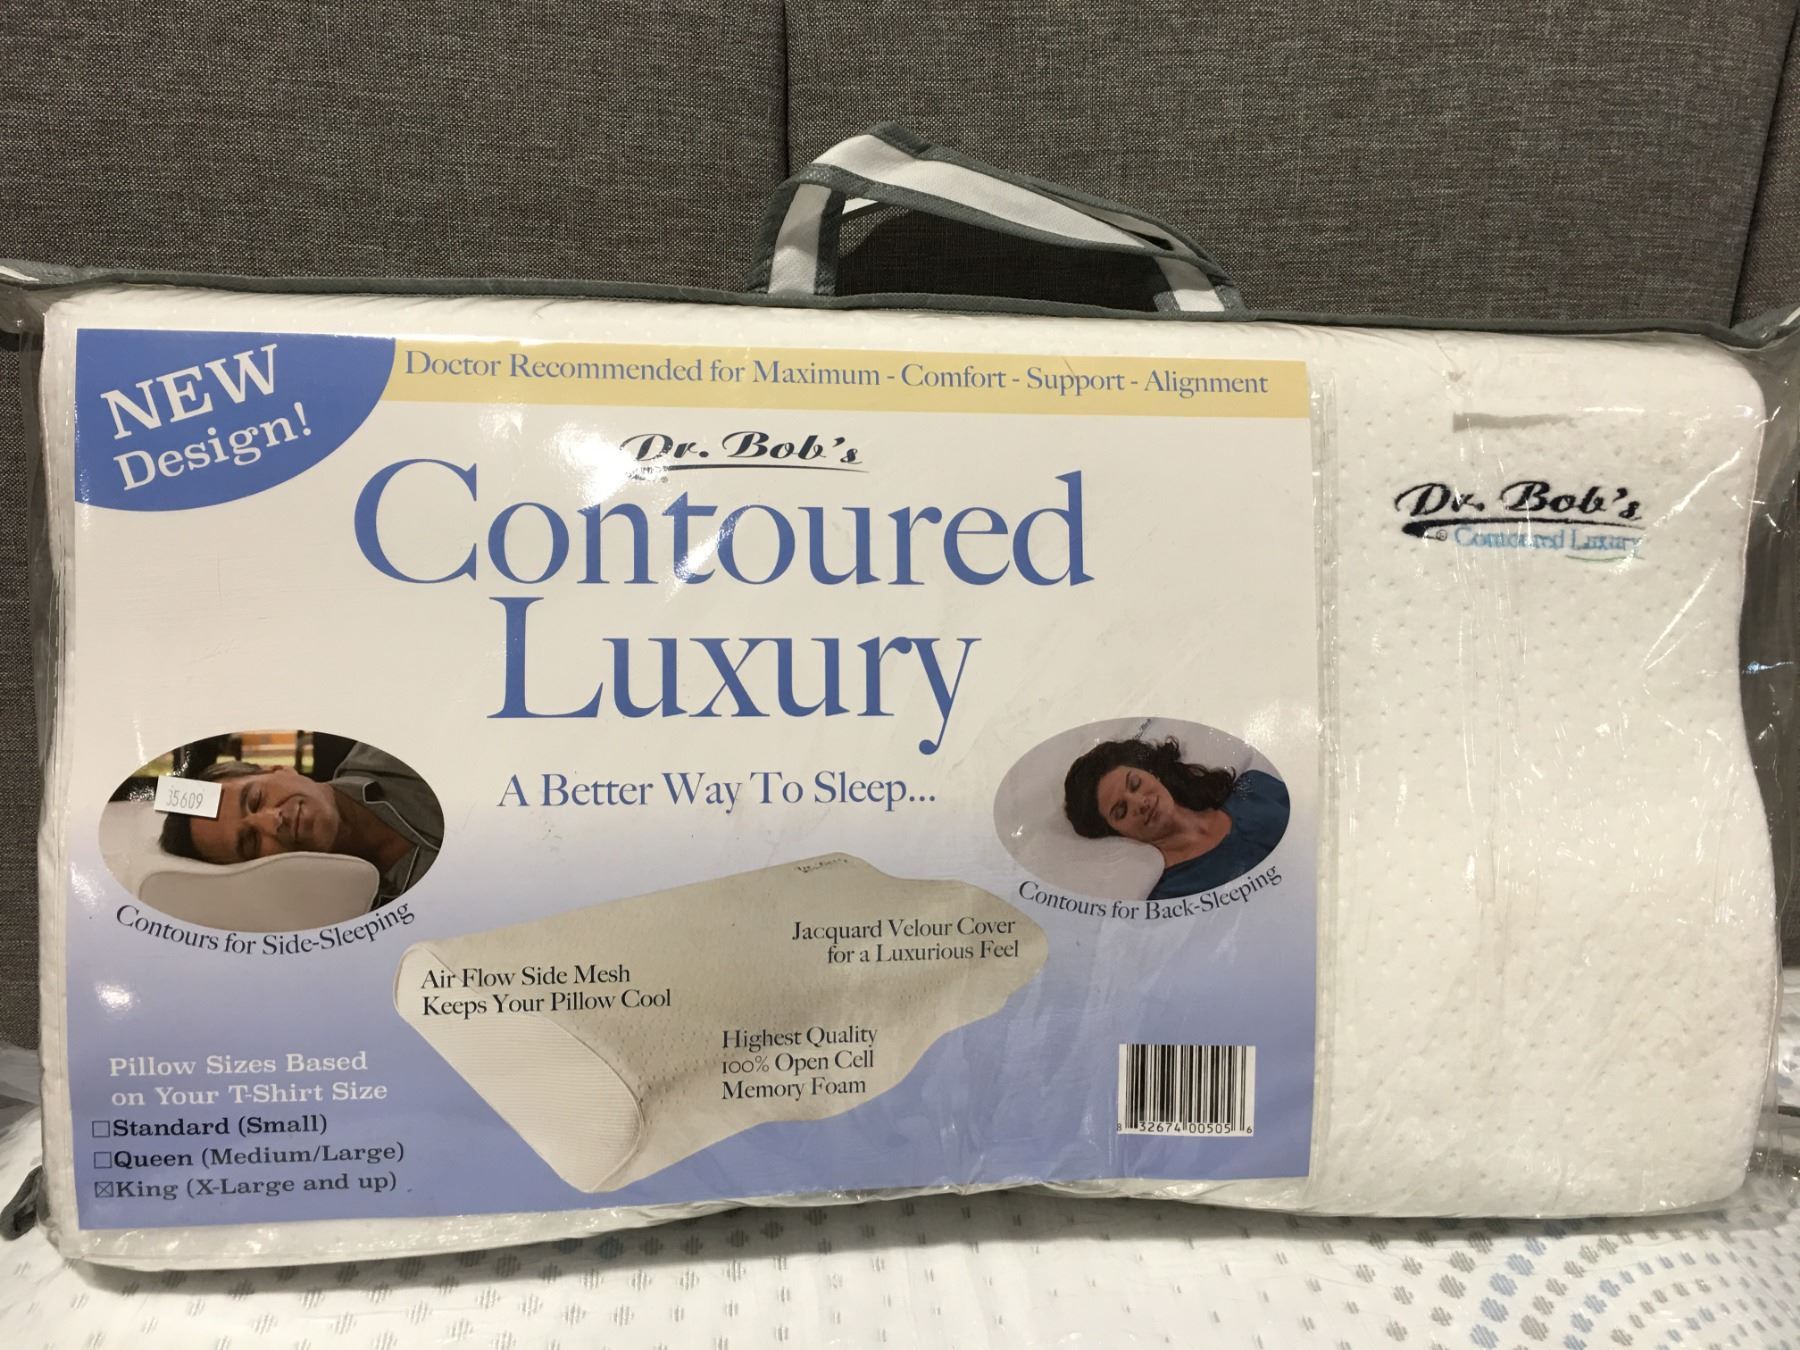 NEW
Design!
Doctor Recommended for Maximum - Comfort - Support - Alignment
Dr. Bob's
Contoured
Luxury
A Better Way To Sleep...
35609
Contours for Side-Sleeping
Contours for Back-Sleeping
Jacquard Velour Cover
for a Luxurious Feel
Air Flow Side Mesh
Keeps Your Pillow Cool
Highest Quality
100% Open Cell
Memory Foam
Pillow Sizes Based
on Your T-Shirt Size
☐Standard (Small)
☐Queen (Medium/Large)
☒King (X-Large and up)
8 32674 00505 6
Dr. Bob's
® Contoured Luxury